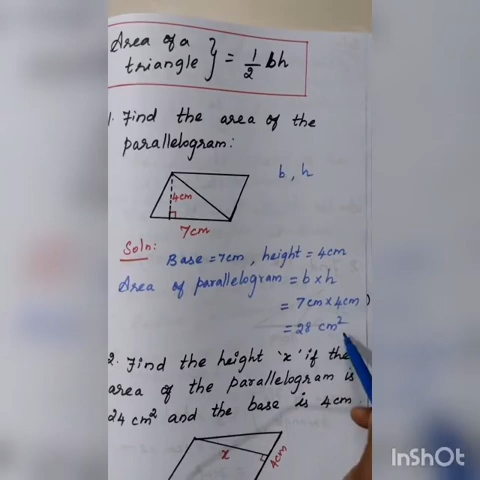 Area of a
triangle } = 1/2 bh
1. Find the area of the
parallelogram:
b, h
4cm
7cm
Soln:
Base = 7cm, height = 4cm
Area of parallelogram = b × h
= 7cm × 4cm
= 28 cm²
2. Find the height 'x' if the
area of the parallelogram is
24 cm² and the base is 4cm.
x
4cm
InShOt